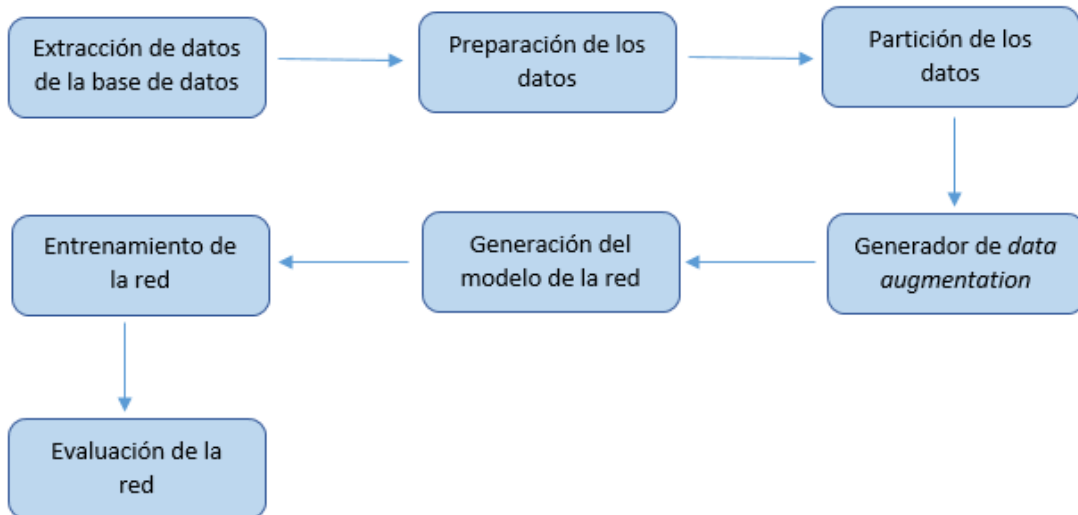 Extracción de datos
de la base de datos
Preparación de los
datos
Partición de los
datos
Generador de data
augmentation
Generación del
modelo de la red
Entrenamiento de
la red
Evaluación de la
red